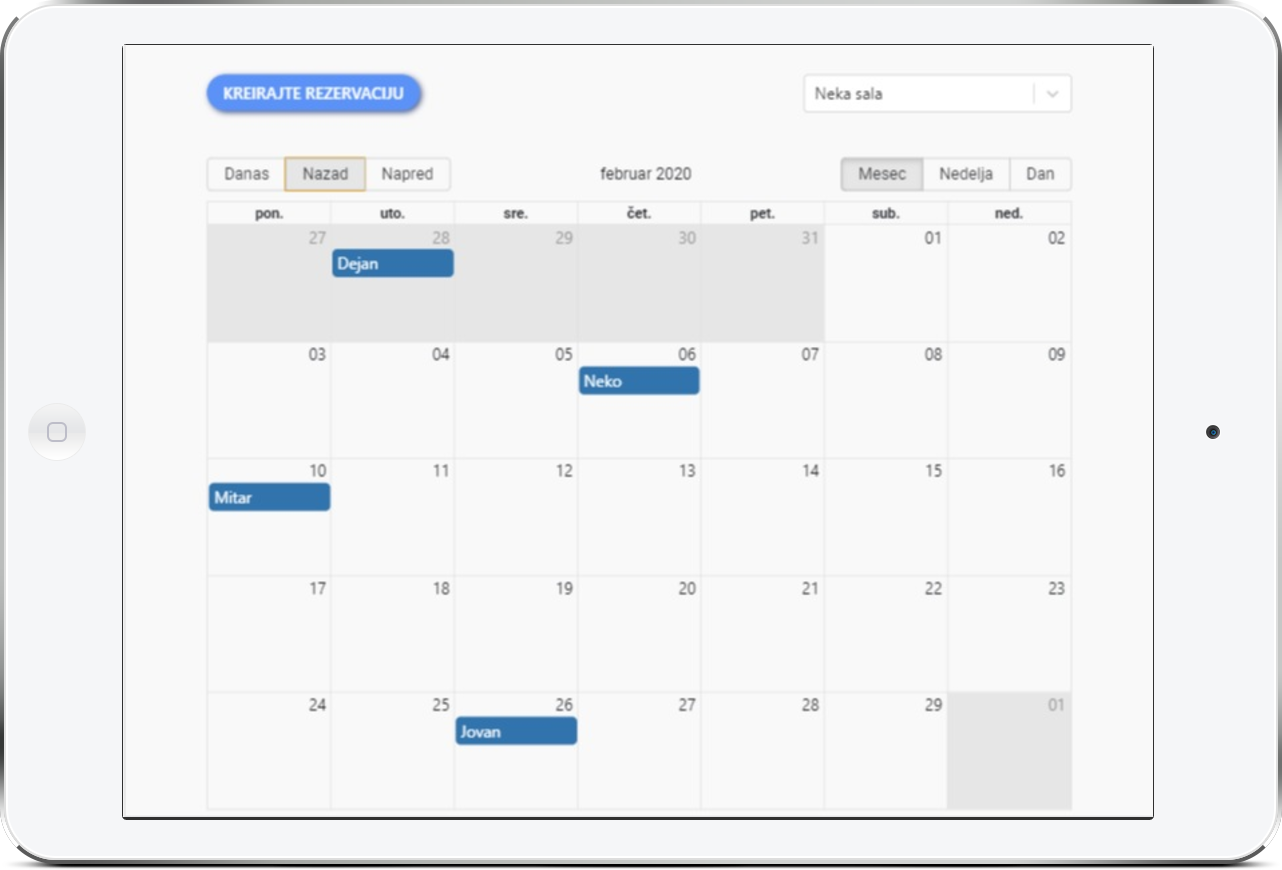 KREIRAJTE REZERVACIJU Neka sala
Danas Nazad Napred februar 2020 Mesec Nedelja Dan
pon. uto. sre. čet. pet. sub. ned.
27 28 29 30 31 01 02
Dejan
03 04 05 06 07 08 09
Neko
10 11 12 13 14 15 16
Mitar
17 18 19 20 21 22 23
24 25 26 27 28 29 01
Jovan